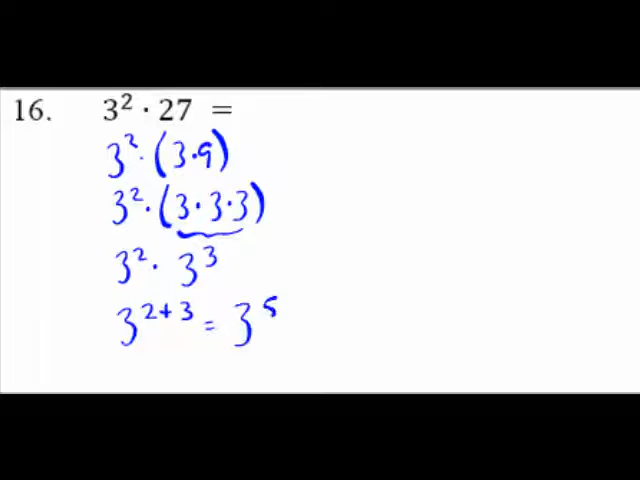 16. 3² · 27 =
3² · (3 · 9)
3² · (3 · 3 · 3)
3² · 3³
3²⁺³ = 3⁵